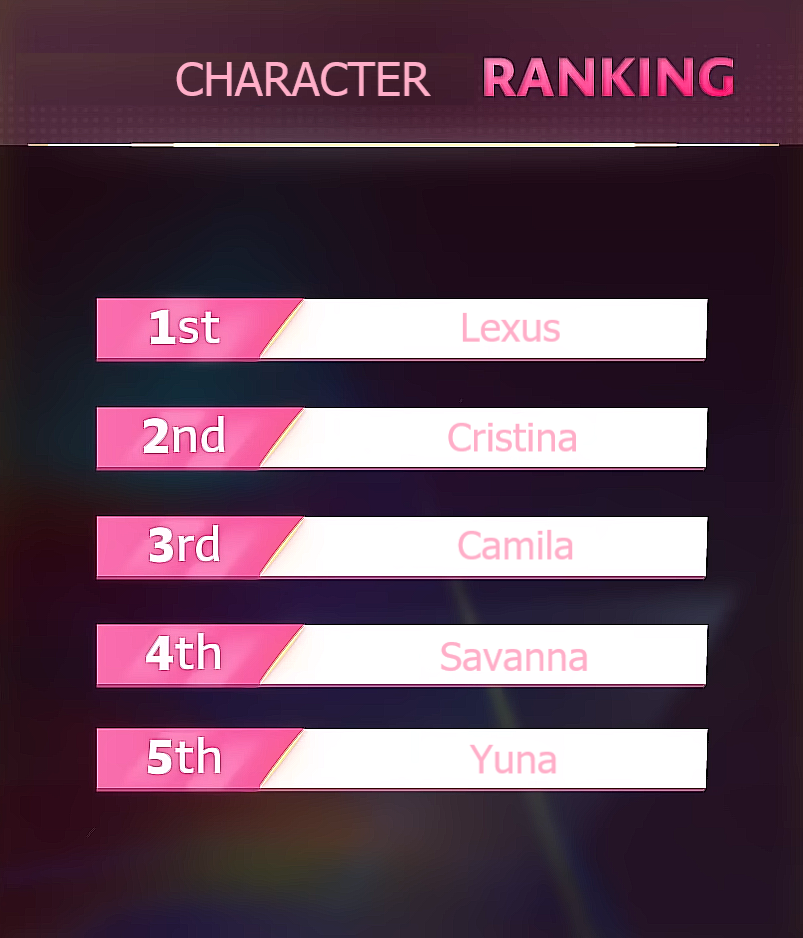 CHARACTER RANKING
1st Lexus
2nd Cristina
3rd Camila
4th Savanna
5th Yuna